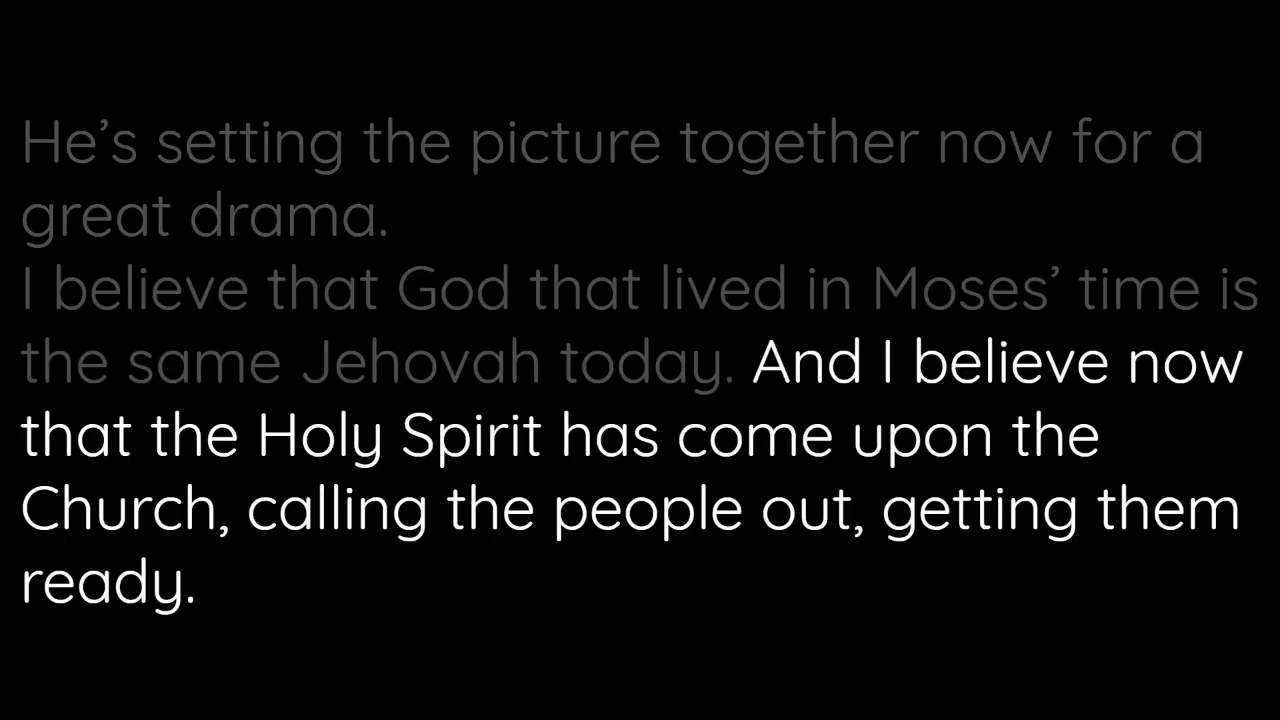 He’s setting the picture together now for a
great drama.
I believe that God that lived in Moses’ time is
the same Jehovah today. And I believe now
that the Holy Spirit has come upon the
Church, calling the people out, getting them
ready.